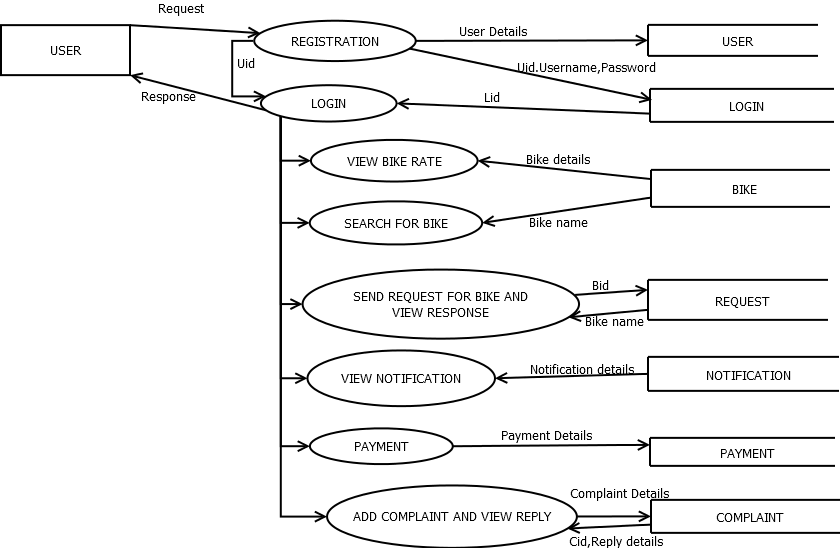 Request
USER
REGISTRATION
User Details
USER
Uid
Uid.Username,Password
Response
LOGIN
Lid
LOGIN
VIEW BIKE RATE
Bike details
BIKE
SEARCH FOR BIKE
Bike name
SEND REQUEST FOR BIKE AND
VIEW RESPONSE
Bid
REQUEST
Bike name
VIEW NOTIFICATION
Notification details
NOTIFICATION
PAYMENT
Payment Details
PAYMENT
ADD COMPLAINT AND VIEW REPLY
Complaint Details
COMPLAINT
Cid,Reply details